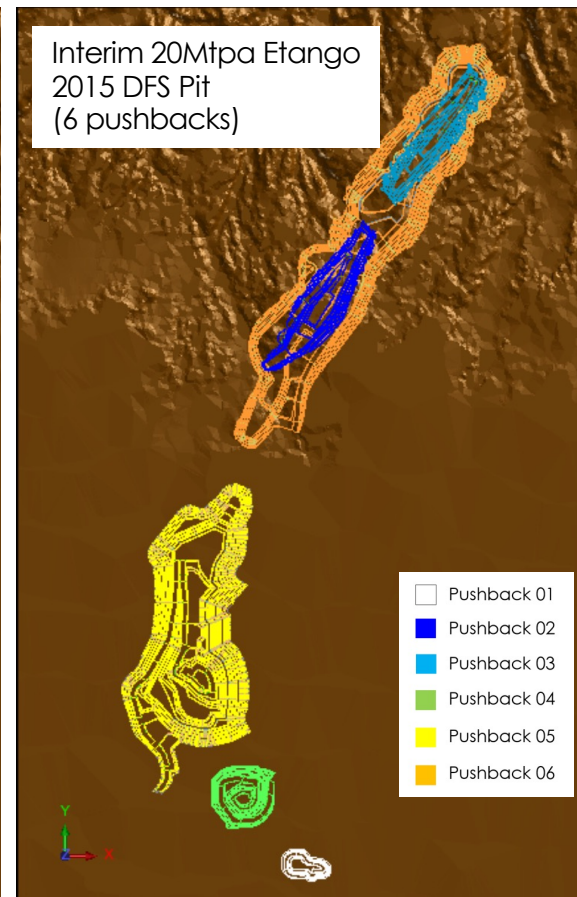 Interim 20Mtpa Etango
2015 DFS Pit
(6 pushbacks)
Pushback 01
Pushback 02
Pushback 03
Pushback 04
Pushback 05
Pushback 06
Y
X